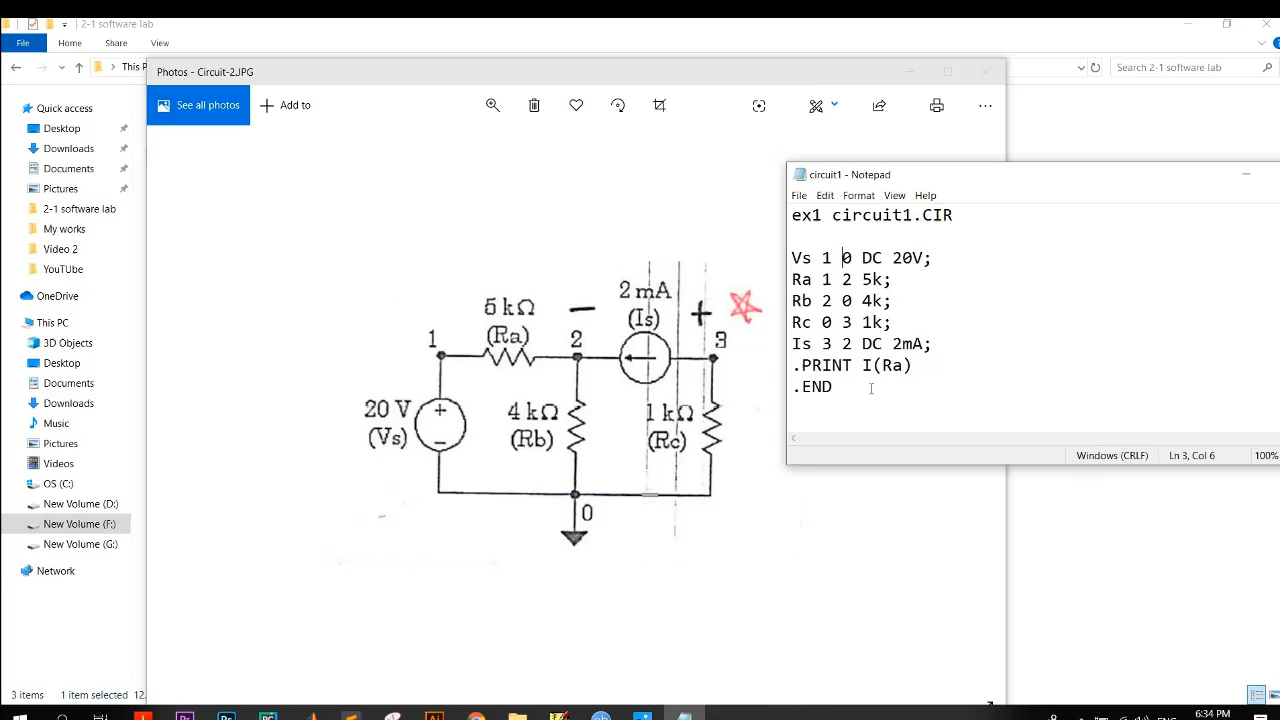 2-1 software lab
File Home Share View
This P
Search 2-1 software lab
Quick access
Desktop
Downloads
Documents
Pictures
2-1 software lab
My works
Video 2
YouTUbe
OneDrive
This PC
3D Objects
Desktop
Documents
Downloads
Music
Pictures
Videos
OS (C:)
New Volume (D:)
New Volume (F:)
New Volume (G:)
Network
3 items 1 item selected 12.
Photos - Circuit-2.JPG
See all photos Add to
2 mA
(Is)
5 kΩ
(Ra)
− +
1 2 3
20 V
(Vs)
4 kΩ
(Rb)
1 kΩ
(Rc)
+
−
0
circuit1 - Notepad
File Edit Format View Help
ex1 circuit1.CIR
Vs 1 0 DC 20V;
Ra 1 2 5k;
Rb 2 0 4k;
Rc 0 3 1k;
Is 3 2 DC 2mA;
.PRINT I(Ra)
.END
Windows (CRLF) Ln 3, Col 6 100%
ENG 6:34 PM